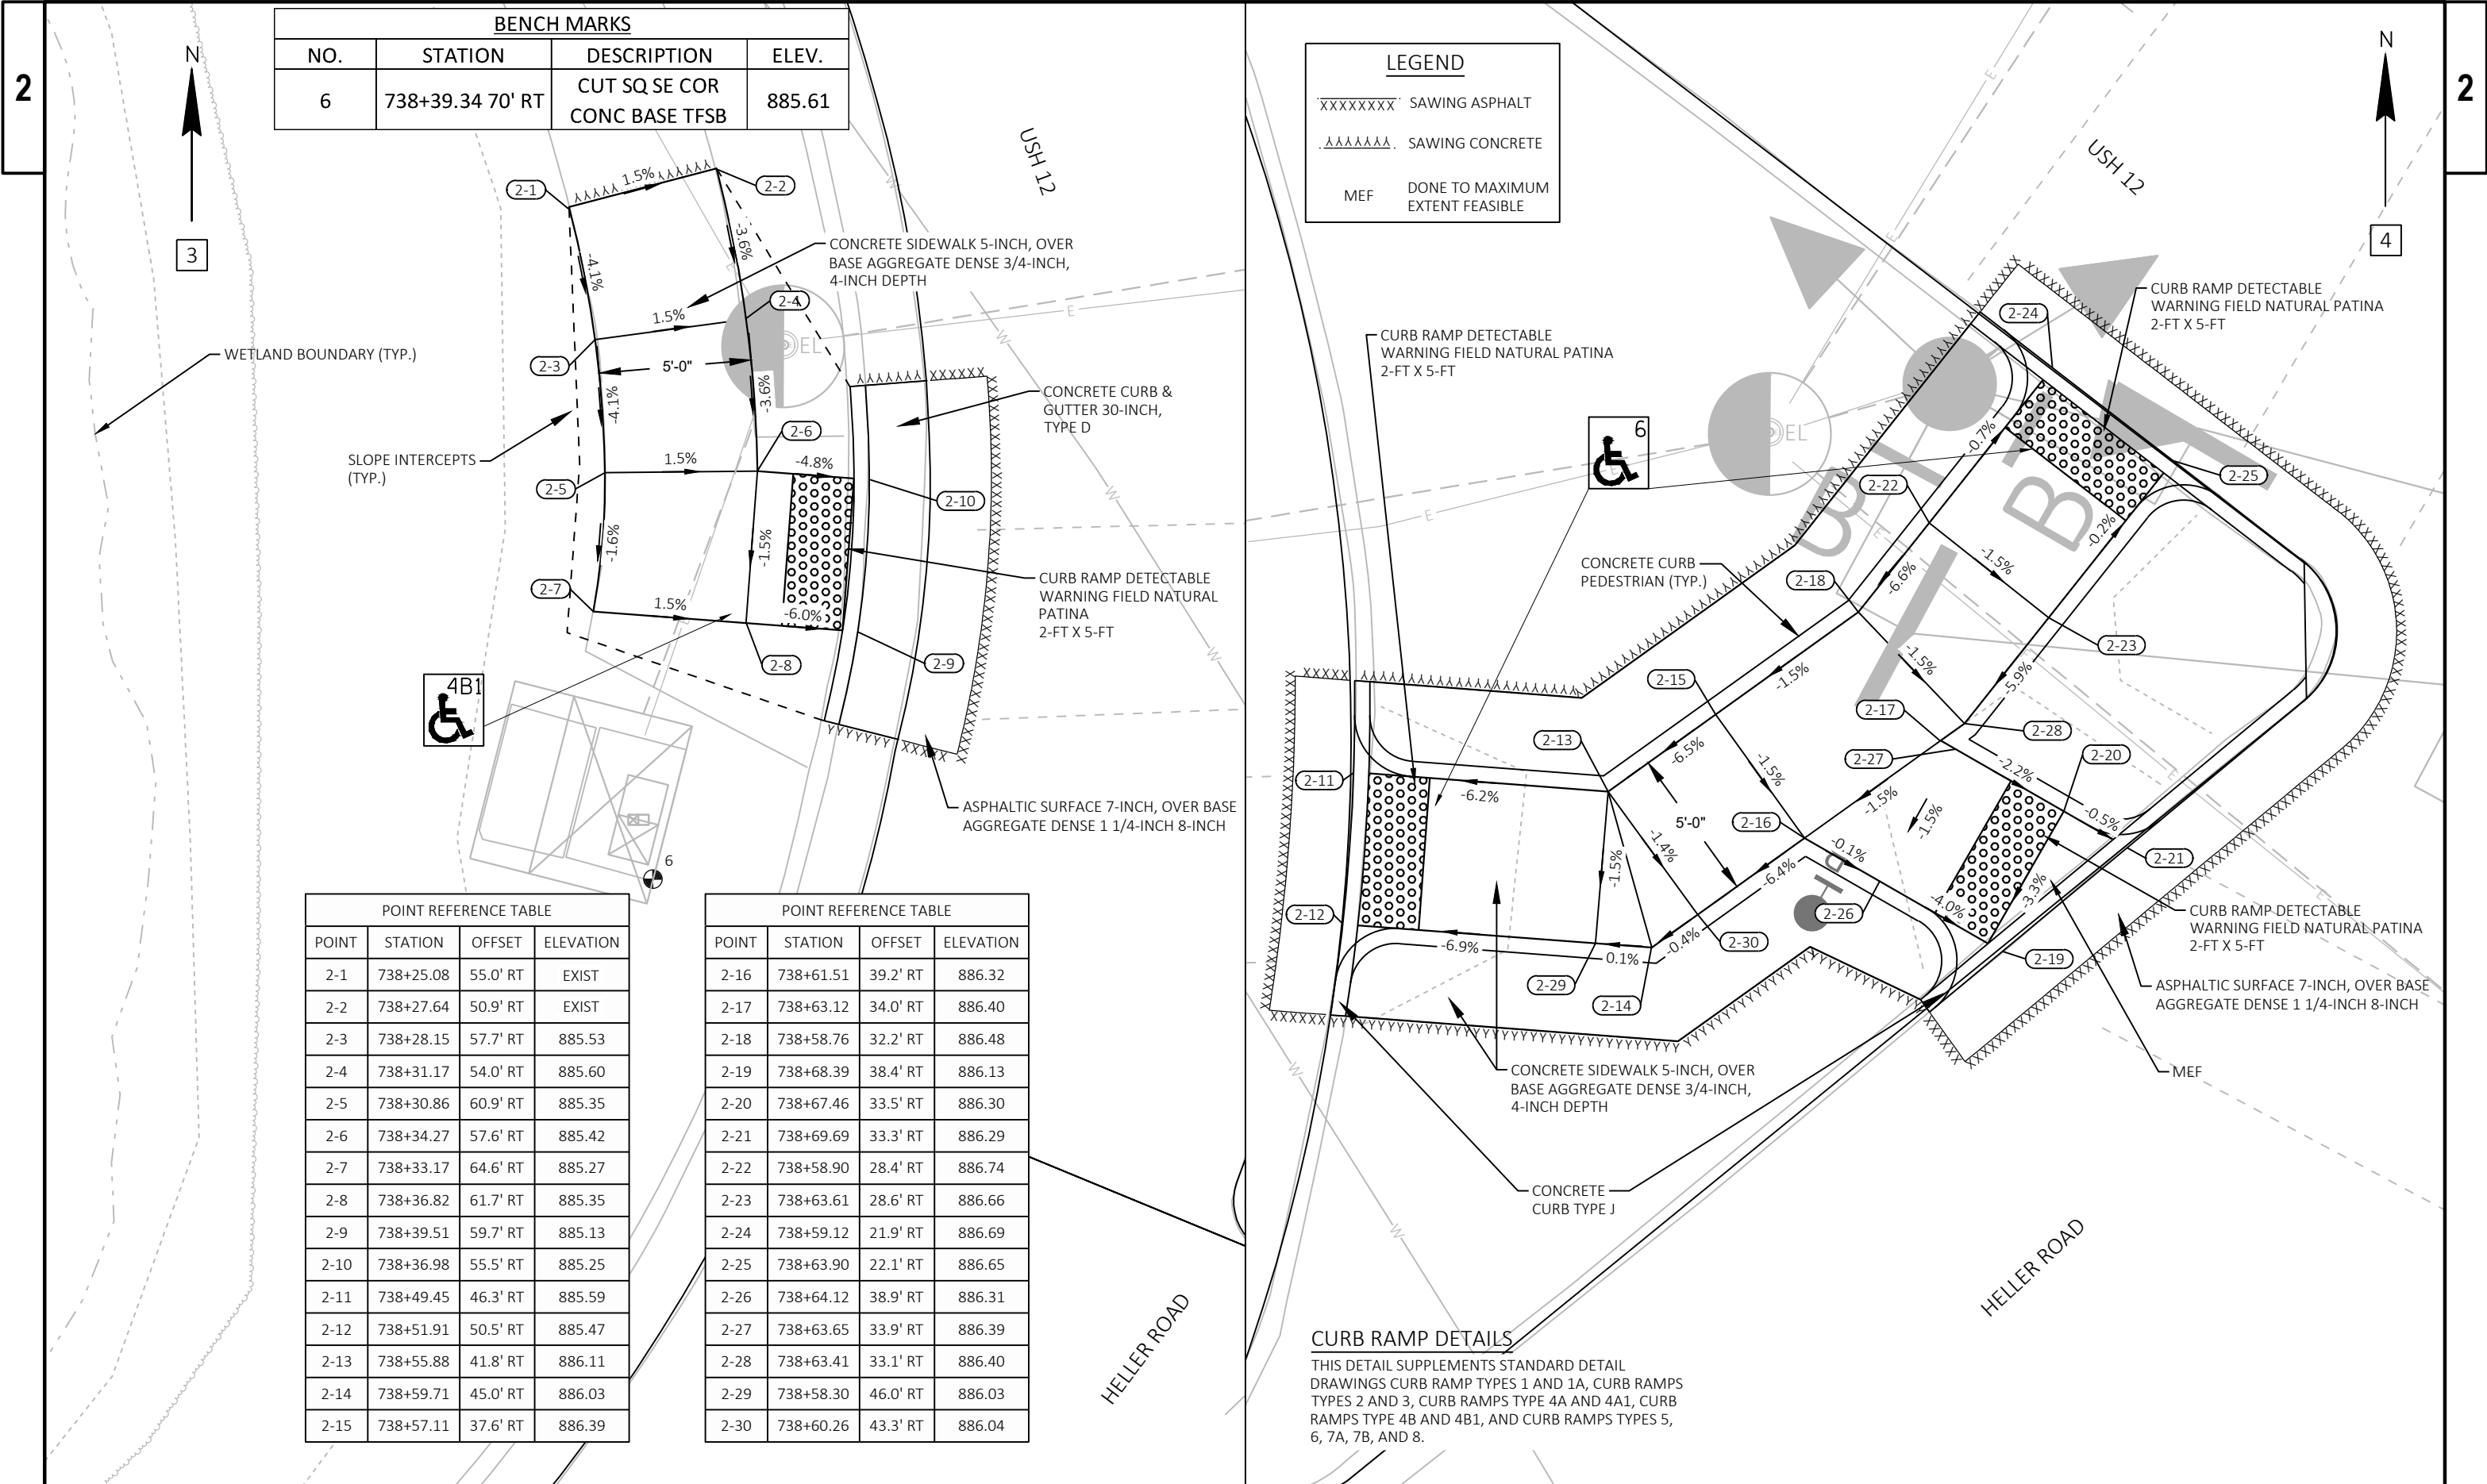 2
2
BENCH MARKS
NO. STATION DESCRIPTION ELEV.
6 738+39.34 70' RT CUT SQ SE COR CONC BASE TFSB 885.61
N
3
USH 12
2-1
1.5%
2-2
-3.6%
-4.1%
CONCRETE SIDEWALK 5-INCH, OVER
BASE AGGREGATE DENSE 3/4-INCH,
4-INCH DEPTH
2-4
1.5%
EL
E
W
W
W
WETLAND BOUNDARY (TYP.)
2-3
5'-0"
-4.1%
-3.6%
CONCRETE CURB &
GUTTER 30-INCH,
TYPE D
2-6
SLOPE INTERCEPTS
(TYP.)
1.5%
-4.8%
2-5
2-10
-1.6%
-1.5%
CURB RAMP DETECTABLE
WARNING FIELD NATURAL
PATINA
2-FT X 5-FT
2-7
1.5%
-6.0%
2-8
2-9
4B1
ASPHALTIC SURFACE 7-INCH, OVER BASE
AGGREGATE DENSE 1 1/4-INCH 8-INCH
6
POINT REFERENCE TABLE
POINT STATION OFFSET ELEVATION
2-1 738+25.08 55.0' RT EXIST
2-2 738+27.64 50.9' RT EXIST
2-3 738+28.15 57.7' RT 885.53
2-4 738+31.17 54.0' RT 885.60
2-5 738+30.86 60.9' RT 885.35
2-6 738+34.27 57.6' RT 885.42
2-7 738+33.17 64.6' RT 885.27
2-8 738+36.82 61.7' RT 885.35
2-9 738+39.51 59.7' RT 885.13
2-10 738+36.98 55.5' RT 885.25
2-11 738+49.45 46.3' RT 885.59
2-12 738+51.91 50.5' RT 885.47
2-13 738+55.88 41.8' RT 886.11
2-14 738+59.71 45.0' RT 886.03
2-15 738+57.11 37.6' RT 886.39
POINT REFERENCE TABLE
POINT STATION OFFSET ELEVATION
2-16 738+61.51 39.2' RT 886.32
2-17 738+63.12 34.0' RT 886.40
2-18 738+58.76 32.2' RT 886.48
2-19 738+68.39 38.4' RT 886.13
2-20 738+67.46 33.5' RT 886.30
2-21 738+69.69 33.3' RT 886.29
2-22 738+58.90 28.4' RT 886.74
2-23 738+63.61 28.6' RT 886.66
2-24 738+59.12 21.9' RT 886.69
2-25 738+63.90 22.1' RT 886.65
2-26 738+64.12 38.9' RT 886.31
2-27 738+63.65 33.9' RT 886.39
2-28 738+63.41 33.1' RT 886.40
2-29 738+58.30 46.0' RT 886.03
2-30 738+60.26 43.3' RT 886.04
HELLER ROAD
LEGEND
XXXXXXXX SAWING ASPHALT
SAWING CONCRETE
MEF DONE TO MAXIMUM
EXTENT FEASIBLE
N
4
USH 12
E
E
E
CURB RAMP DETECTABLE
WARNING FIELD NATURAL PATINA
2-FT X 5-FT
2-24
CURB RAMP DETECTABLE
WARNING FIELD NATURAL PATINA
2-FT X 5-FT
6
EL
-0.7%
B
B
2-25
2-22
-0.2%
CONCRETE CURB
PEDESTRIAN (TYP.)
-1.5%
2-18
-6.6%
2-23
-1.5%
-1.5%
-5.9%
2-15
2-17
2-28
2-13
-6.5%
2-27
2-20
2-11
-1.5%
-2.2%
-6.2%
-1.5%
-0.5%
5'-0"
2-16
-1.5%
-1.4%
-0.1%
2-21
-1.5%
-6.4%
-3.3%
2-12
2-26
-4.0%
CURB RAMP DETECTABLE
WARNING FIELD NATURAL PATINA
2-FT X 5-FT
-6.9%
0.1%
-0.4%
2-30
2-19
2-29
2-14
ASPHALTIC SURFACE 7-INCH, OVER BASE
AGGREGATE DENSE 1 1/4-INCH 8-INCH
CONCRETE SIDEWALK 5-INCH, OVER
BASE AGGREGATE DENSE 3/4-INCH,
4-INCH DEPTH
MEF
W
W
CONCRETE
CURB TYPE J
HELLER ROAD
CURB RAMP DETAILS
THIS DETAIL SUPPLEMENTS STANDARD DETAIL
DRAWINGS CURB RAMP TYPES 1 AND 1A, CURB RAMPS
TYPES 2 AND 3, CURB RAMPS TYPE 4A AND 4A1, CURB
RAMPS TYPE 4B AND 4B1, AND CURB RAMPS TYPES 5,
6, 7A, 7B, AND 8.